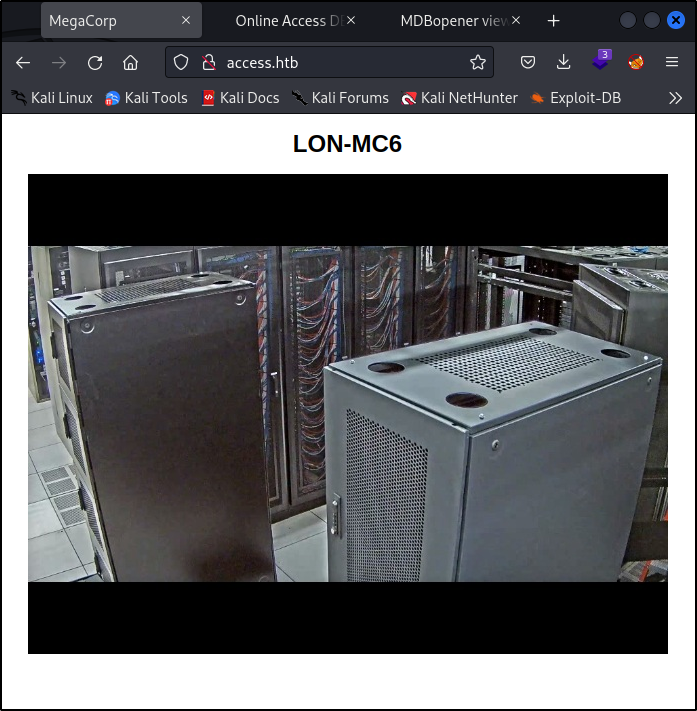 MegaCorp
Online Access D
MDBopener view
access.htb
3
Kali Linux
Kali Tools
Kali Docs
Kali Forums
Kali NetHunter
Exploit-DB
LON-MC6